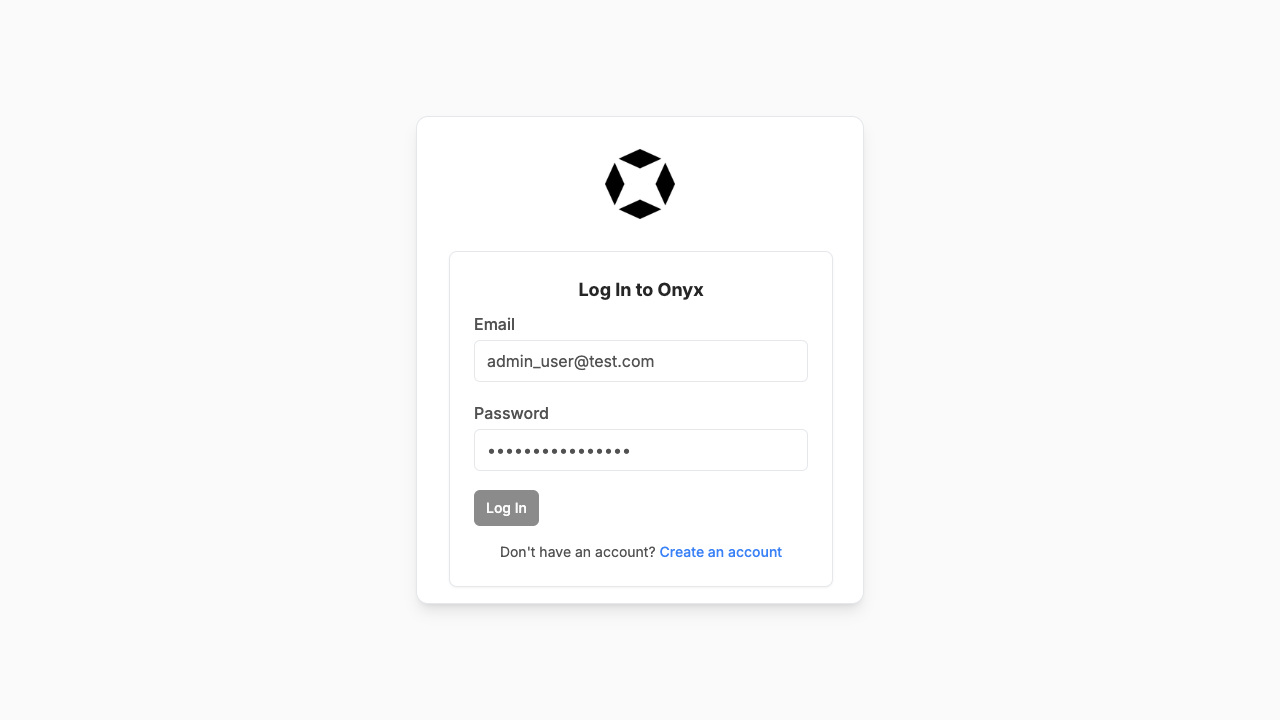 Log In to Onyx
Email
admin_user@test.com
Password
••••••••••••••••
Log In
Don't have an account? Create an account